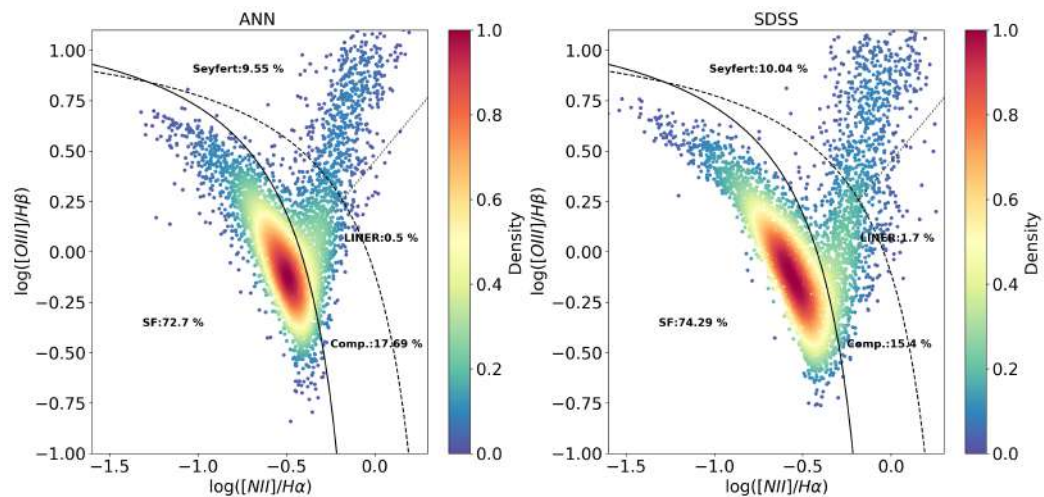 ANN
1.00
0.75
0.50
0.25
0.00
−0.25
−0.50
−0.75
−1.00
log([OIII]/Hβ)
Seyfert:9.55 %
LINER:0.5 %
SF:72.7 %
Comp.:17.69 %
−1.5 −1.0 −0.5 0.0
log([NII]/Hα)
1.0
0.8
0.6
0.4
0.2
0.0
Density
SDSS
1.00
0.75
0.50
0.25
0.00
−0.25
−0.50
−0.75
−1.00
log([OIII]/Hβ)
Seyfert:10.04 %
LINER:1.7 %
SF:74.29 %
Comp.:15.4 %
−1.5 −1.0 −0.5 0.0
log([NII]/Hα)
1.0
0.8
0.6
0.4
0.2
0.0
Density